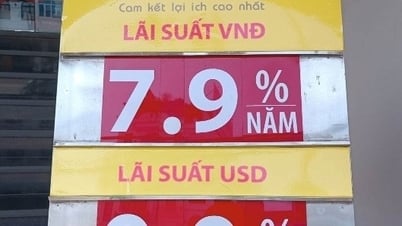 Cam kết lợi ích cao nhất
LÃI SUẤT VNĐ
7.9 %
NĂM
LÃI SUẤT USD
%